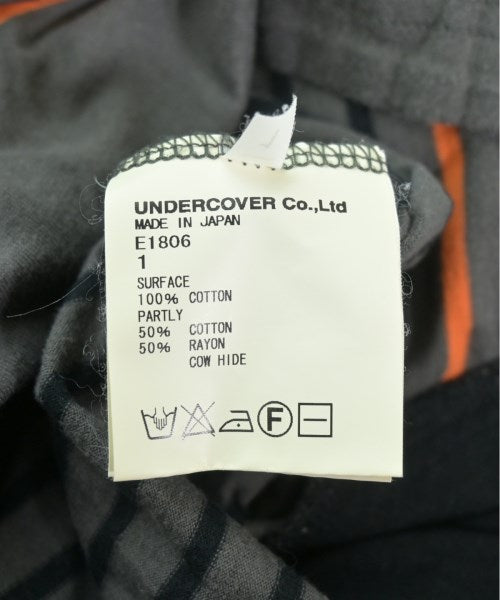 UNDERCOVER Co.,Ltd
MADE IN JAPAN
E1806
1
SURFACE
100% COTTON
PARTLY
50% COTTON
50% RAYON
COW HIDE
F